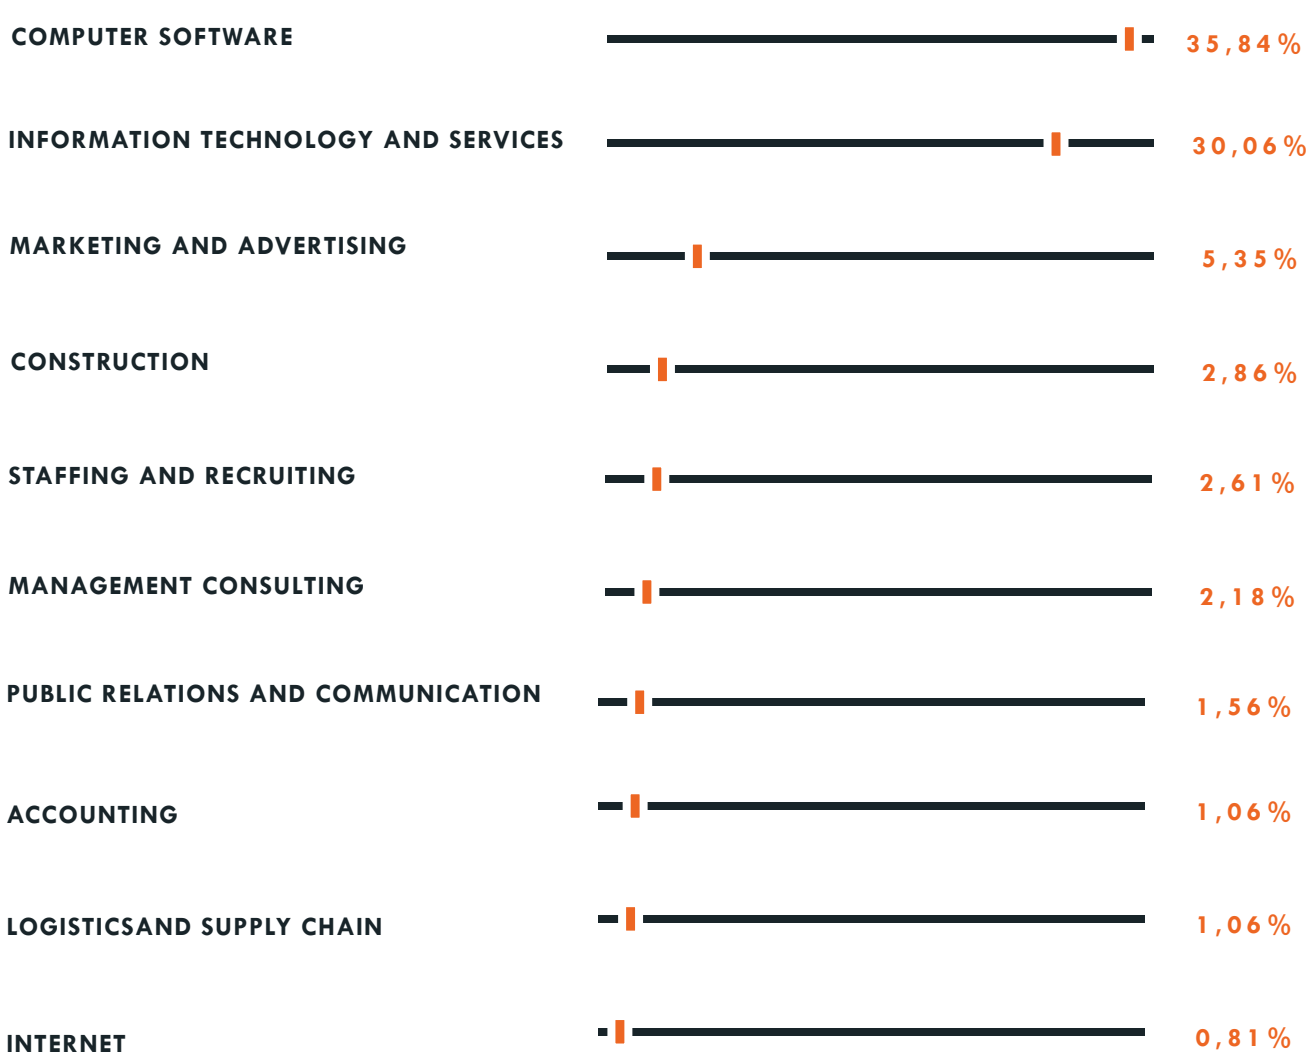 COMPUTER SOFTWARE 35,84%
INFORMATION TECHNOLOGY AND SERVICES 30,06%
MARKETING AND ADVERTISING 5,35%
CONSTRUCTION 2,86%
STAFFING AND RECRUITING 2,61%
MANAGEMENT CONSULTING 2,18%
PUBLIC RELATIONS AND COMMUNICATION 1,56%
ACCOUNTING 1,06%
LOGISTICSAND SUPPLY CHAIN 1,06%
INTERNET 0,81%